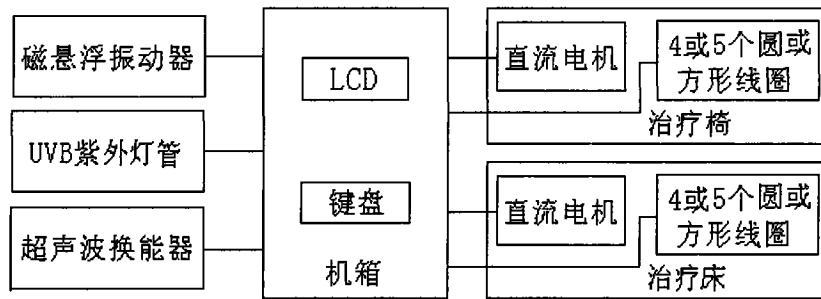 磁悬浮振动器
UVB紫外灯管
超声波换能器
LCD
键盘
机箱
直流电机
4或5个圆或
方形线圈
治疗椅
直流电机
4或5个圆或
方形线圈
治疗床